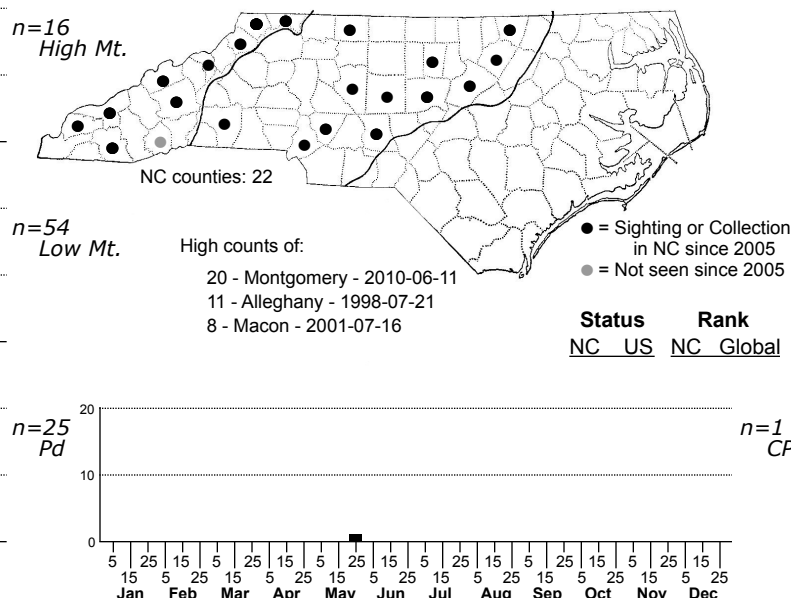 n=16
High Mt.
NC counties: 22
n=54
Low Mt.
High counts of:
20 - Montgomery - 2010-06-11
11 - Alleghany - 1998-07-21
8 - Macon - 2001-07-16
● = Sighting or Collection
in NC since 2005
● = Not seen since 2005
Status Rank
NC US NC Global
n=25
Pd
n=1
CP
20
10
0
5 25 15 5 25 15 5 25 15 5 25 15 5 25 15 5 25 15
15 5 25 15 5 25 15 5 25 15 5 25 15 5 25 15 5 25
Jan Feb Mar Apr May Jun Jul Aug Sep Oct Nov Dec